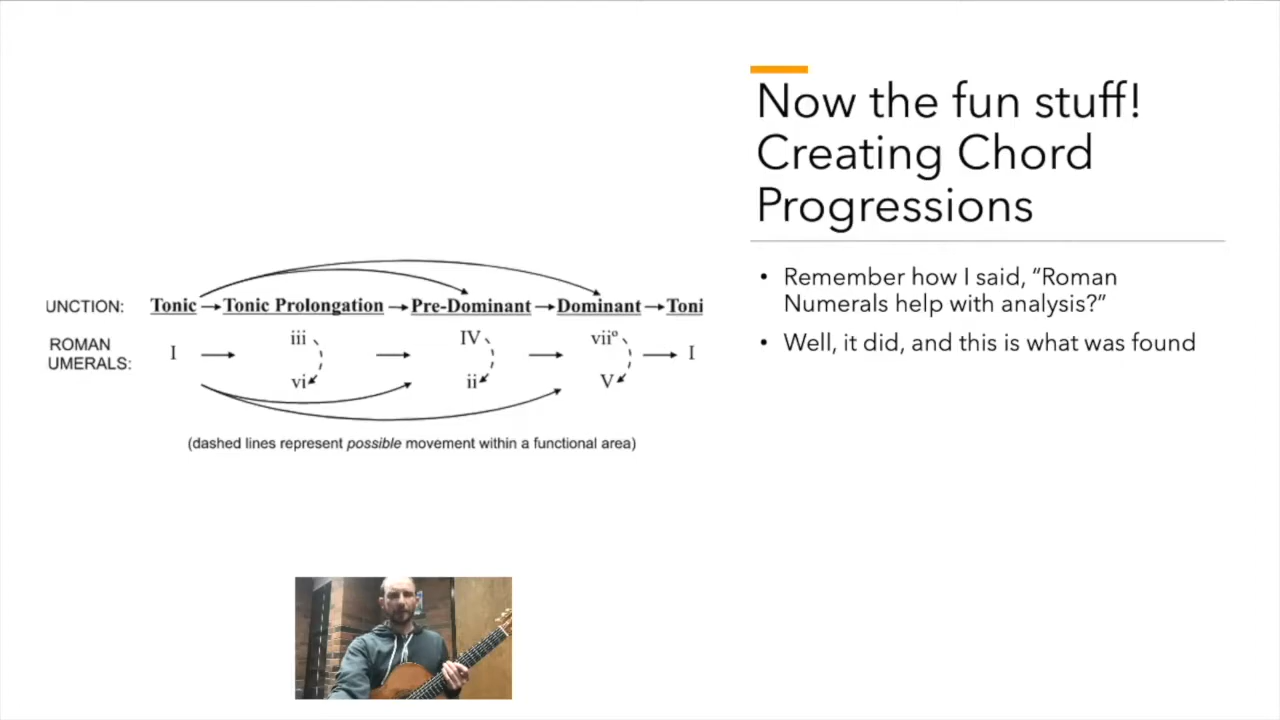 Now the fun stuff!
Creating Chord
Progressions
• Remember how I said, “Roman
Numerals help with analysis?”
• Well, it did, and this is what was found
UNCTION: Tonic → Tonic Prolongation → Pre-Dominant → Dominant → Toni
ROMAN
UMERALS:
I → iii → IV → vii° → I
vi ii V
(dashed lines represent possible movement within a functional area)